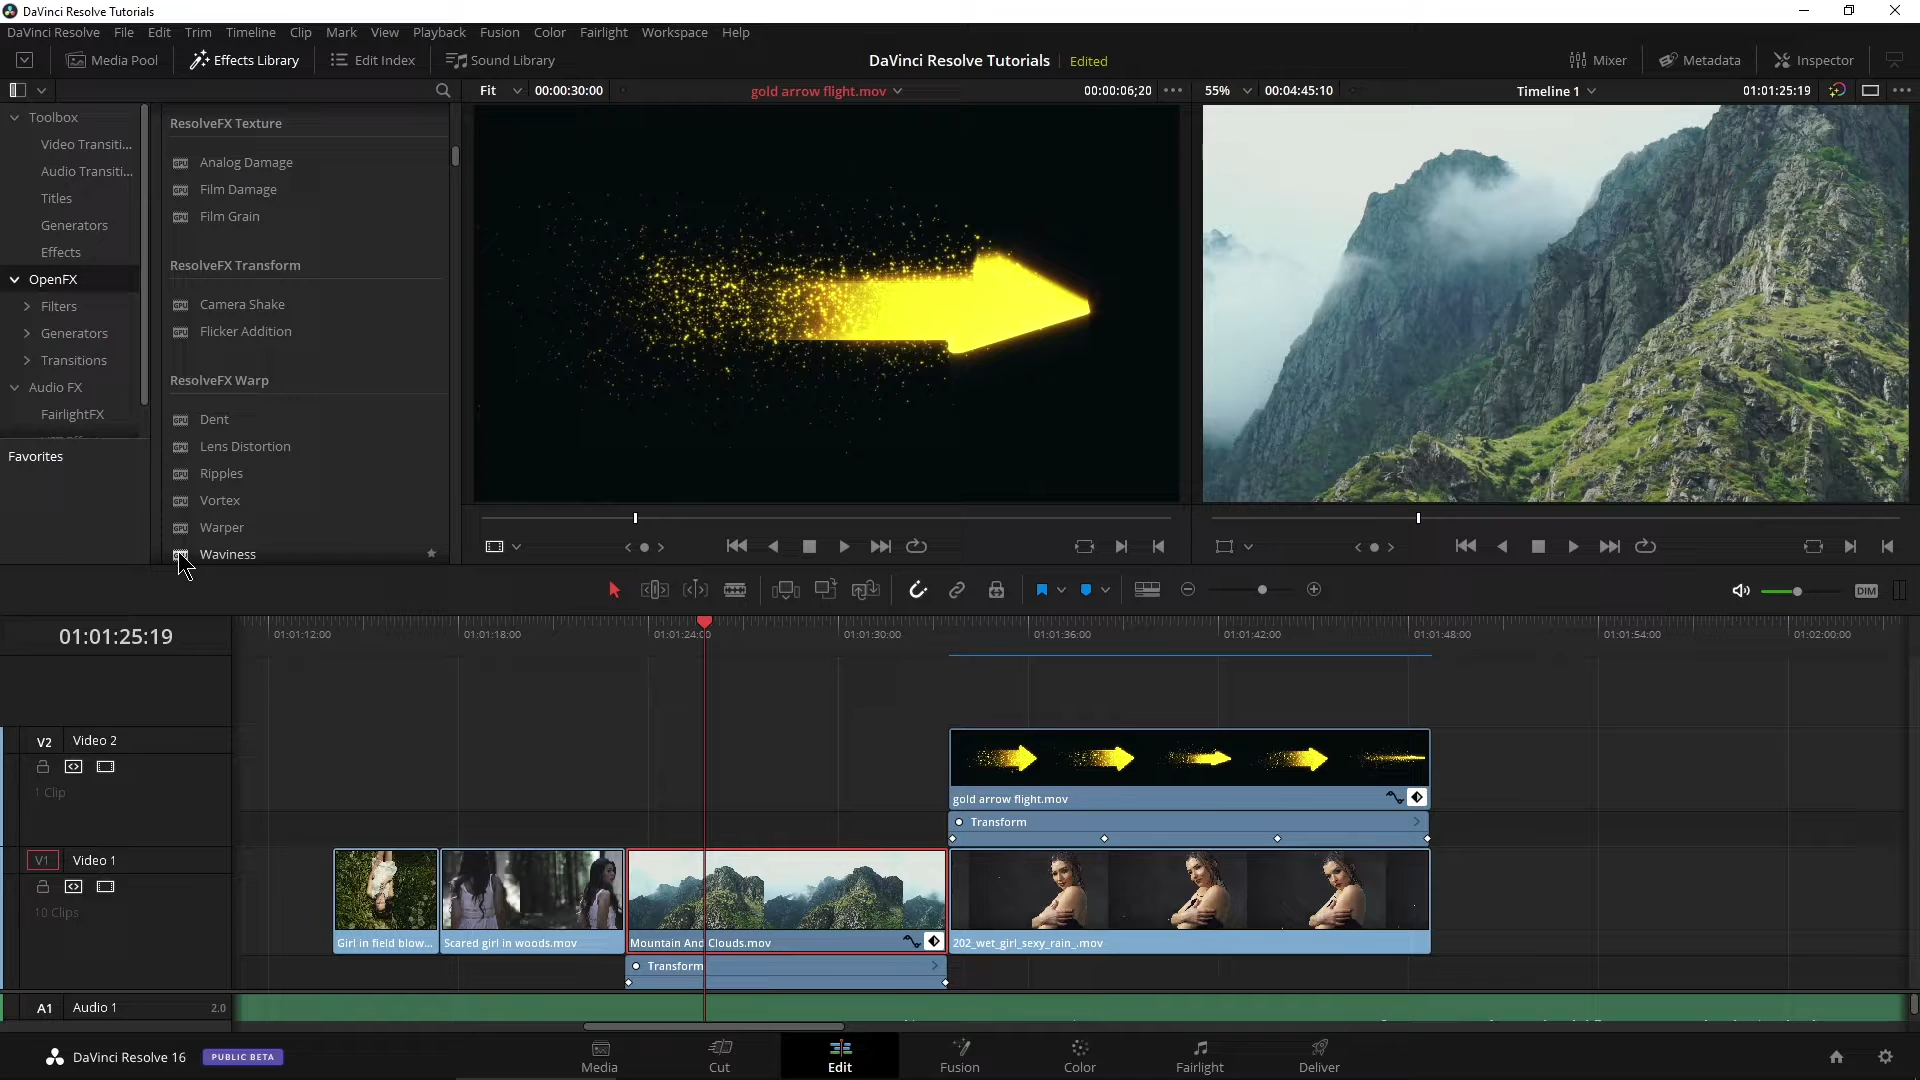 DaVinci Resolve Tutorials
DaVinci Resolve File Edit Trim Timeline Clip Mark View Playback Fusion Color Fairlight Workspace Help
Media Pool Effects Library Edit Index Sound Library DaVinci Resolve Tutorials Edited Mixer Metadata Inspector
Fit 00:00:30:00 gold arrow flight.mov 00:00:06;20 55% 00:04:45:10 Timeline 1 01:01:25:19
Toolbox
Video Transiti...
Audio Transiti...
Titles
Generators
Effects
OpenFX
Filters
Generators
Transitions
Audio FX
FairlightFX
Favorites
ResolveFX Texture
Analog Damage
Film Damage
Film Grain
ResolveFX Transform
Camera Shake
Flicker Addition
ResolveFX Warp
Dent
Lens Distortion
Ripples
Vortex
Warper
Waviness
DIM
01:01:25:19
01:01:12:00 01:01:18:00 01:01:24:00 01:01:30:00 01:01:36:00 01:01:42:00 01:01:48:00 01:01:54:00 01:02:00:00
V2 Video 2
1 Clip
gold arrow flight.mov
Transform
V1 Video 1
10 Clips
Girl in field blow... Scared girl in woods.mov Mountain And Clouds.mov 202_wet_girl_sexy_rain_.mov
Transform
A1 Audio 1 2.0
DaVinci Resolve 16 PUBLIC BETA
Media Cut Edit Fusion Color Fairlight Deliver